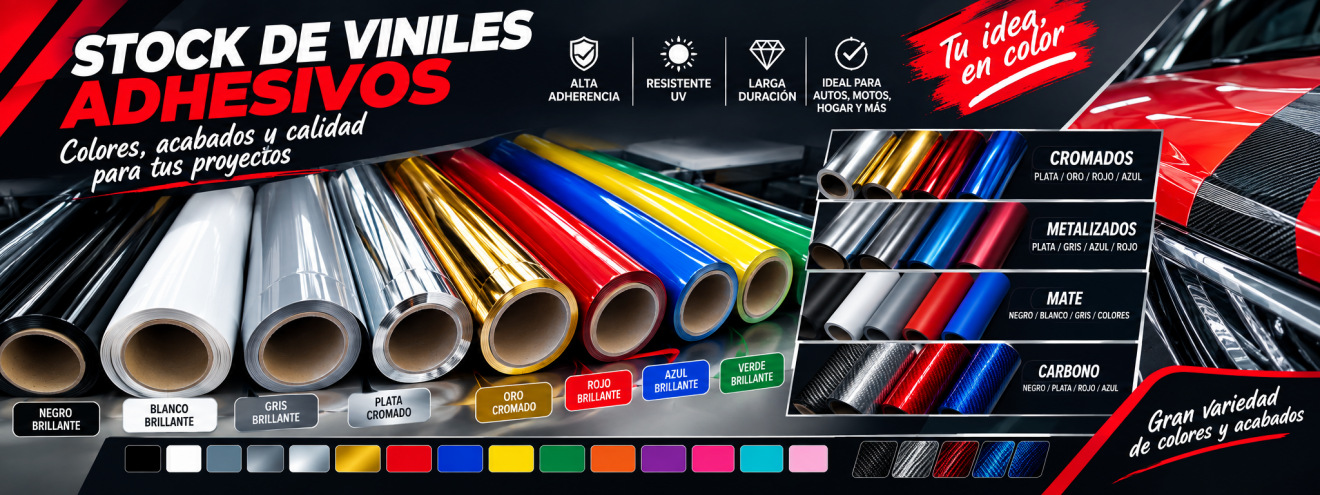 STOCK DE VINILES
ADHESIVOS
Colores, acabados y calidad
para tus proyectos
ALTA
ADHERENCIA
RESISTENTE
UV
LARGA
DURACIÓN
IDEAL PARA
AUTOS, MOTOS,
HOGAR Y MÁS
Tu idea,
en color
CROMADOS
PLATA / ORO / ROJO / AZUL
METALIZADOS
PLATA / GRIS / AZUL / ROJO
MATE
NEGRO / BLANCO / GRIS / COLORES
CARBONO
NEGRO / PLATA / ROJO / AZUL
NEGRO
BRILLANTE
BLANCO
BRILLANTE
GRIS
BRILLANTE
PLATA
CROMADO
ORO
CROMADO
ROJO
BRILLANTE
AZUL
BRILLANTE
VERDE
BRILLANTE
Gran variedad
de colores y acabados